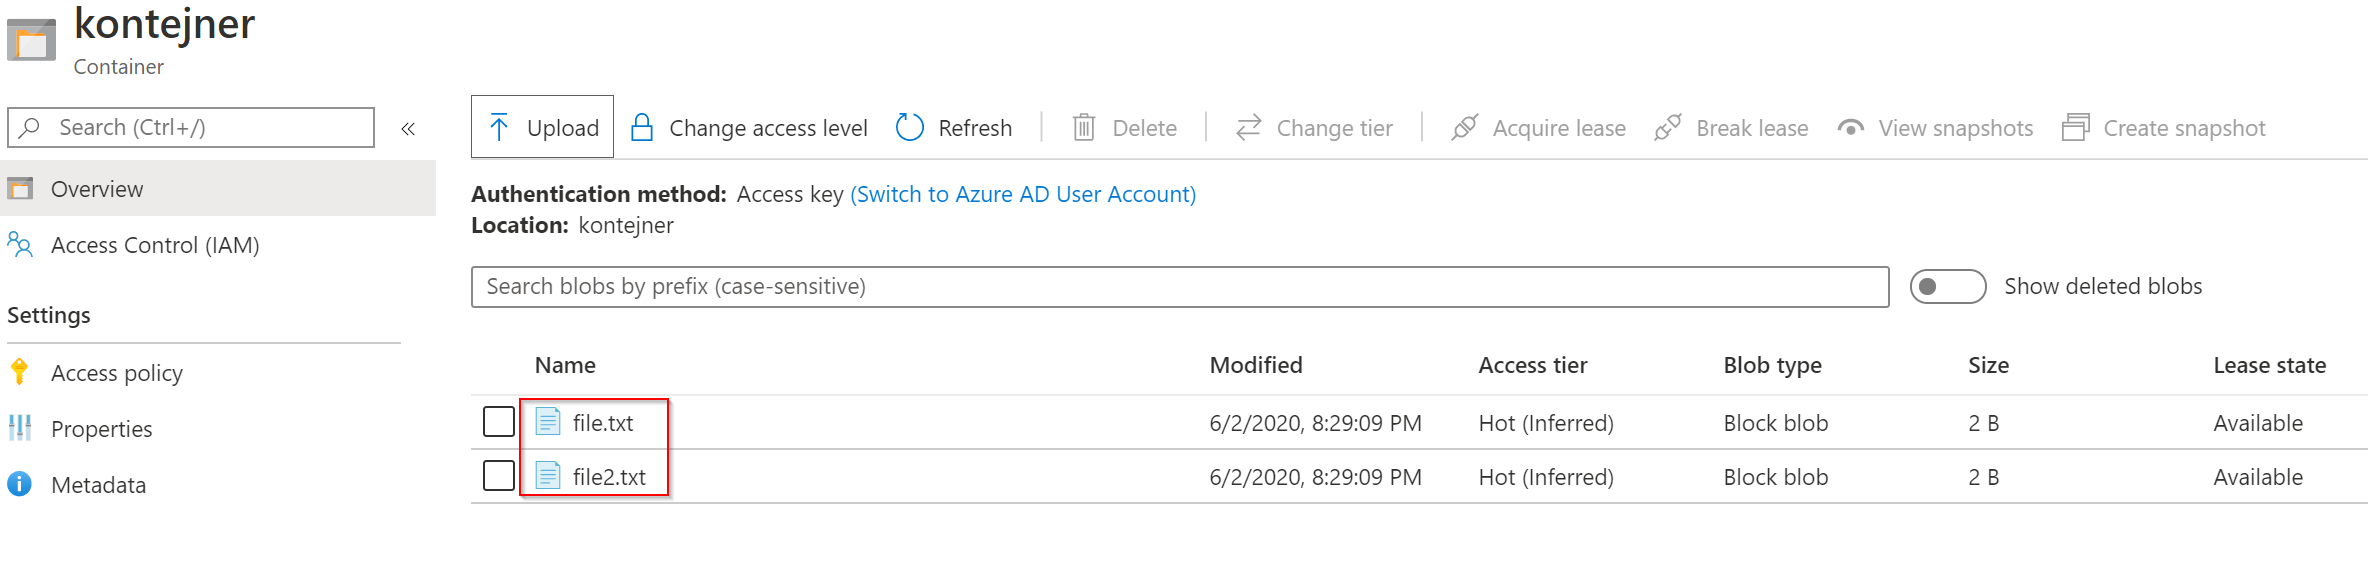 kontejner
Container
Search (Ctrl+/)
«
Overview
Access Control (IAM)
Settings
Access policy
Properties
Metadata
Upload Change access level Refresh Delete Change tier Acquire lease Break lease View snapshots Create snapshot
Authentication method: Access key (Switch to Azure AD User Account)
Location: kontejner
Search blobs by prefix (case-sensitive) Show deleted blobs
Name Modified Access tier Blob type Size Lease state
file.txt 6/2/2020, 8:29:09 PM Hot (Inferred) Block blob 2 B Available
file2.txt 6/2/2020, 8:29:09 PM Hot (Inferred) Block blob 2 B Available